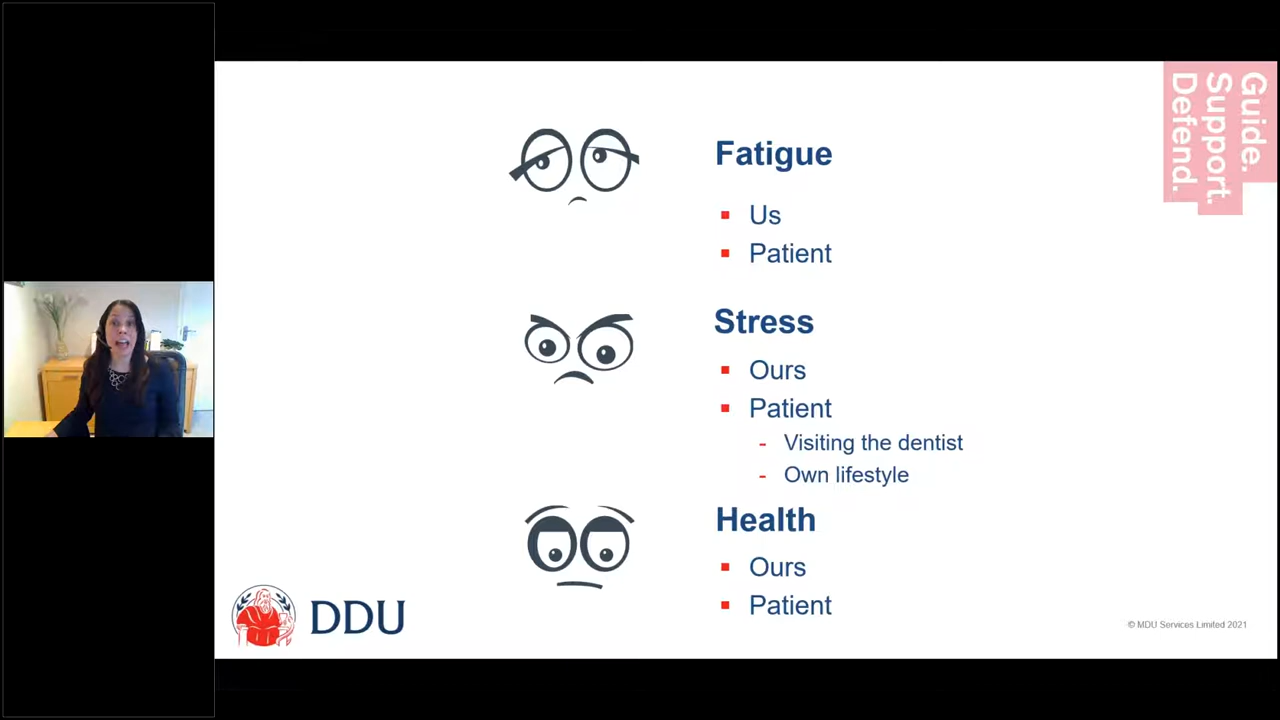 Guide.
Support.
Defend.
Fatigue
Us
Patient
Stress
Ours
Patient
- Visiting the dentist
- Own lifestyle
Health
Ours
Patient
DDU
© MDU Services Limited 2021